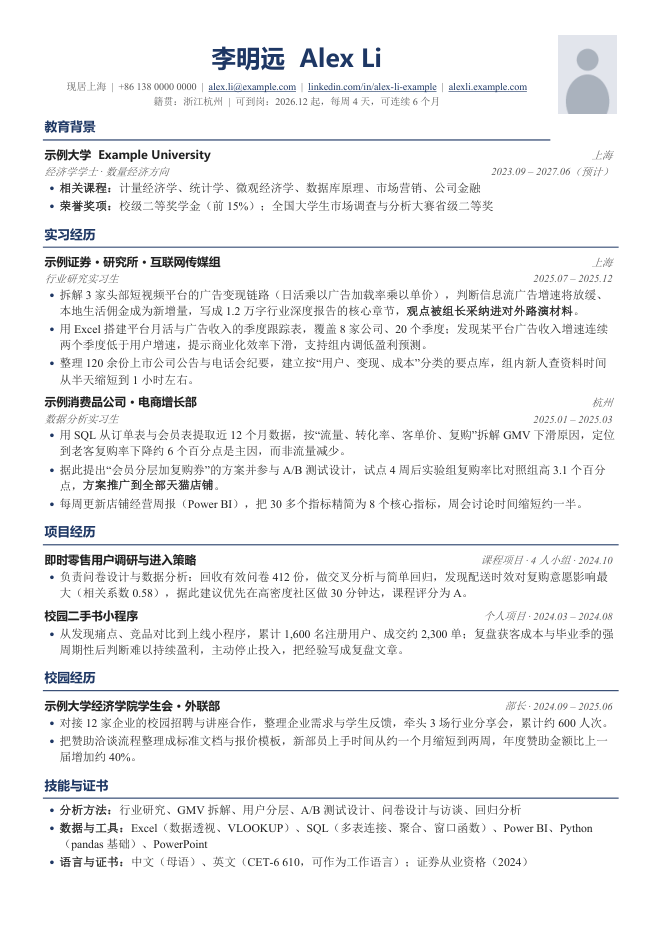 李明远 Alex Li
现居上海 | +86 138 0000 0000 | alex.li@example.com | linkedin.com/in/alex-li-example | alexli.example.com
籍贯：浙江杭州 | 可到岗：2026.12 起，每周 4 天，可连续 6 个月
教育背景
示例大学 Example University 上海
经济学学士 · 数量经济方向 2023.09 – 2027.06（预计）
• 相关课程：计量经济学、统计学、微观经济学、数据库原理、市场营销、公司金融
• 荣誉奖项：校级二等奖学金（前 15%）；全国大学生市场调查与分析大赛省级二等奖
实习经历
示例证券 · 研究所 · 互联网传媒组 上海
行业研究实习生 2025.07 – 2025.12
• 拆解 3 家头部短视频平台的广告变现链路（日活乘以广告加载率乘以单价），判断信息流广告增速将放缓、
本地生活佣金成为新增量，写成 1.2 万字行业深度报告的核心章节，观点被组长采纳进对外路演材料。
• 用 Excel 搭建平台月活与广告收入的季度跟踪表，覆盖 8 家公司、20 个季度；发现某平台广告收入增速连续
两个季度低于用户增速，提示商业化效率下滑，支持组内调低盈利预测。
• 整理 120 余份上市公司公告与电话会纪要，建立按“用户、变现、成本”分类的要点库，组内新人查资料时间
从半天缩短到 1 小时左右。
示例消费品公司 · 电商增长部 杭州
数据分析实习生 2025.01 – 2025.03
• 用 SQL 从订单表与会员表提取近 12 个月数据，按“流量、转化率、客单价、复购”拆解 GMV 下滑原因，定位
到老客复购率下降约 6 个百分点是主因，而非流量减少。
• 据此提出“会员分层加复购券”的方案并参与 A/B 测试设计，试点 4 周后实验组复购率比对照组高 3.1 个百分
点，方案推广到全部天猫店铺。
• 每周更新店铺经营周报（Power BI），把 30 多个指标精简为 8 个核心指标，周会讨论时间缩短约一半。
项目经历
即时零售用户调研与进入策略 课程项目 · 4 人小组 · 2024.10
• 负责问卷设计与数据分析：回收有效问卷 412 份，做交叉分析与简单回归，发现配送时效对复购意愿影响最
大（相关系数 0.58），据此建议优先在高密度社区做 30 分钟达，课程评分为 A。
校园二手书小程序 个人项目 · 2024.03 – 2024.08
• 从发现痛点、竞品对比到上线小程序，累计 1,600 名注册用户、成交约 2,300 单；复盘获客成本与毕业季的强
周期性后判断难以持续盈利，主动停止投入，把经验写成复盘文章。
校园经历
示例大学经济学院学生会 · 外联部 部长 · 2024.09 – 2025.06
• 对接 12 家企业的校园招聘与讲座合作，整理企业需求与学生反馈，牵头 3 场行业分享会，累计约 600 人次。
• 把赞助洽谈流程整理成标准文档与报价模板，新部员上手时间从约一个月缩短到两周，年度赞助金额比上一
届增加约 40%。
技能与证书
• 分析方法：行业研究、GMV 拆解、用户分层、A/B 测试设计、问卷设计与访谈、回归分析
• 数据与工具：Excel（数据透视、VLOOKUP）、SQL（多表连接、聚合、窗口函数）、Power BI、Python
（pandas 基础）、PowerPoint
• 语言与证书：中文（母语）、英文（CET-6 610，可作为工作语言）；证券从业资格（2024）